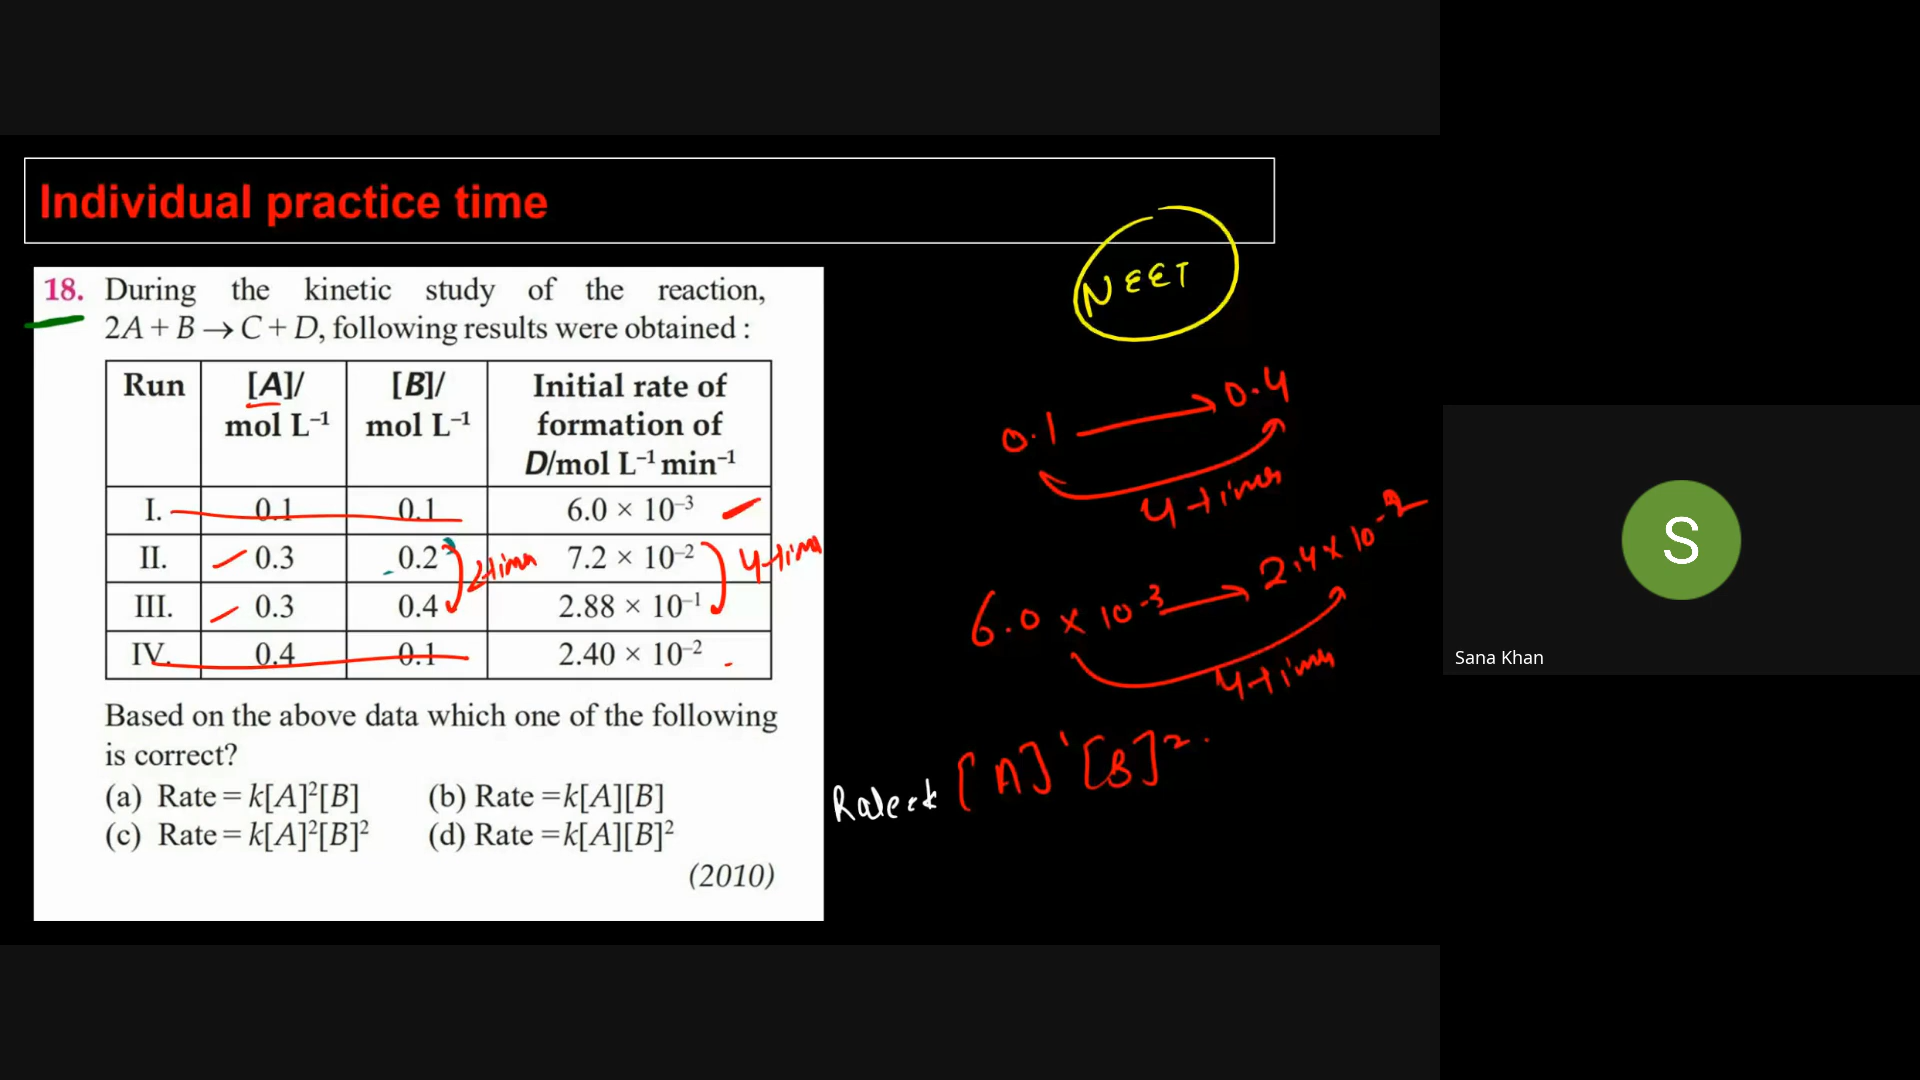 Individual practice time
NEET
18. During the kinetic study of the reaction,
2A + B → C + D, following results were obtained :
Run [A]/ mol L⁻¹ [B]/ mol L⁻¹ Initial rate of formation of D/mol L⁻¹ min⁻¹
I. 0.1 0.1 6.0 × 10⁻³
II. 0.3 0.2 7.2 × 10⁻²
III. 0.3 0.4 2.88 × 10⁻¹
IV. 0.4 0.1 2.40 × 10⁻²
2 times
4 times
Based on the above data which one of the following
is correct?
(a) Rate = k[A]²[B] (b) Rate =k[A][B]
(c) Rate = k[A]²[B]² (d) Rate =k[A][B]²
(2010)
0.1 → 0.4
4 times
6.0 × 10⁻³ → 2.4 × 10⁻²
4 times
Rate = k [A]¹ [B]².
S
Sana Khan